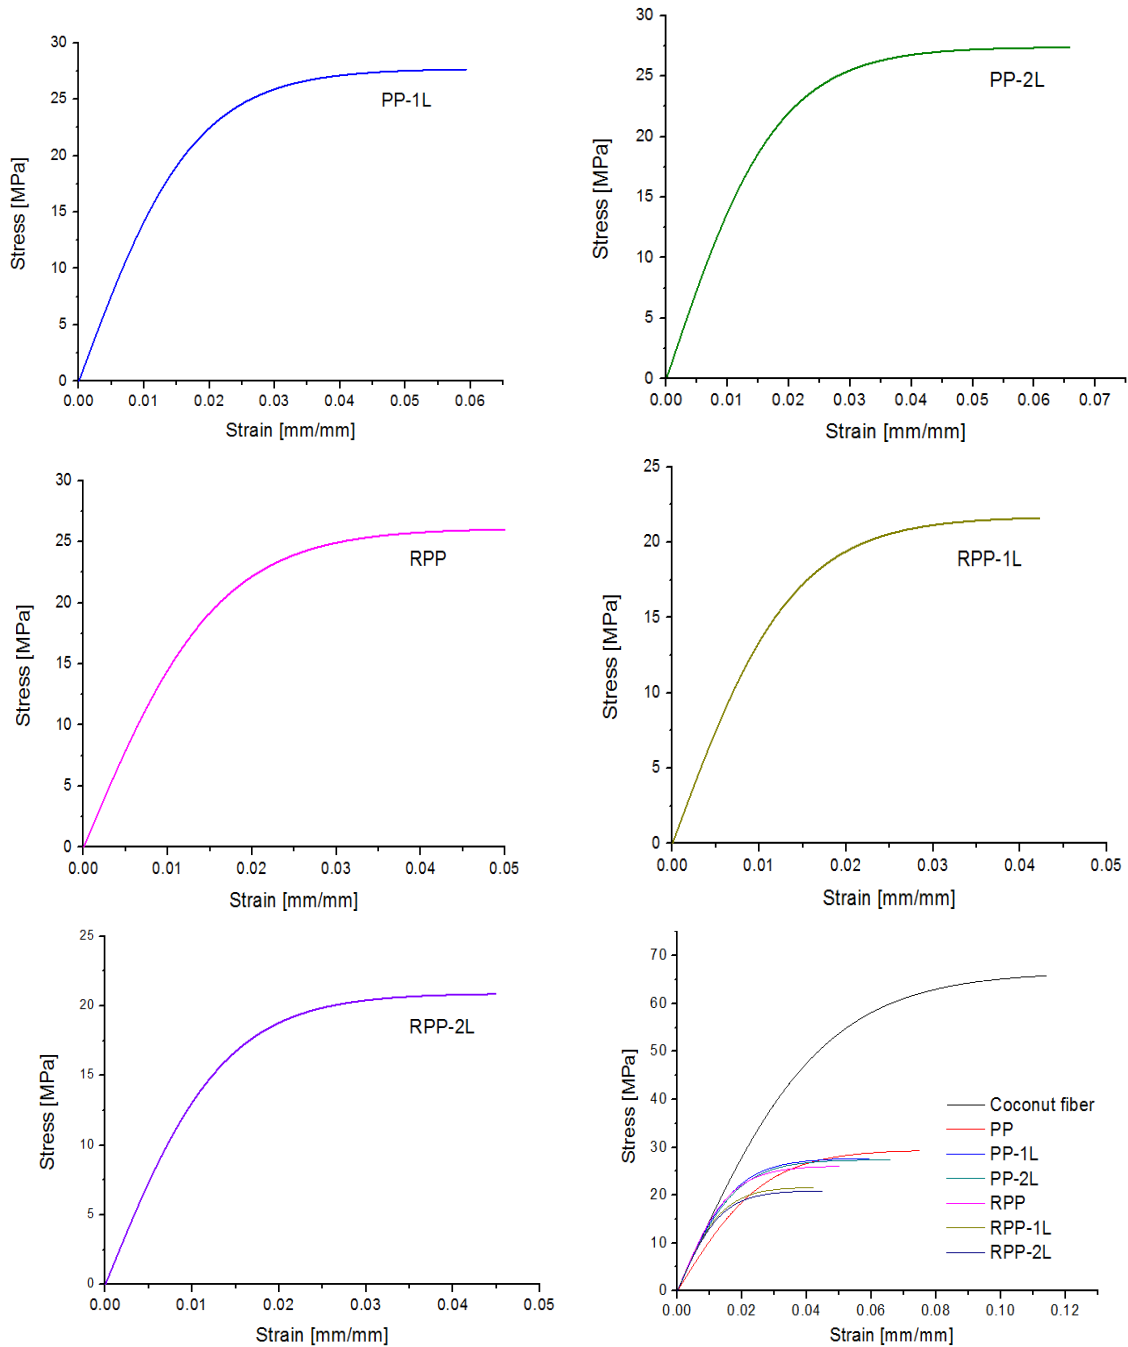 30
25
20
15
10
5
0
Stress [MPa]
PP-1L
0.00 0.01 0.02 0.03 0.04 0.05 0.06
Strain [mm/mm]
30
25
20
15
10
5
0
Stress [MPa]
PP-2L
0.00 0.01 0.02 0.03 0.04 0.05 0.06 0.07
Strain [mm/mm]
30
25
20
15
10
5
0
Stress [MPa]
RPP
0.00 0.01 0.02 0.03 0.04 0.05
Strain [mm/mm]
25
20
15
10
5
0
Stress [MPa]
RPP-1L
0.00 0.01 0.02 0.03 0.04 0.05
Strain [mm/mm]
25
20
15
10
5
0
Stress [MPa]
RPP-2L
0.00 0.01 0.02 0.03 0.04 0.05
Strain [mm/mm]
70
60
50
40
30
20
10
0
Stress [MPa]
Coconut fiber
PP
PP-1L
PP-2L
RPP
RPP-1L
RPP-2L
0.00 0.02 0.04 0.06 0.08 0.10 0.12
Strain [mm/mm]